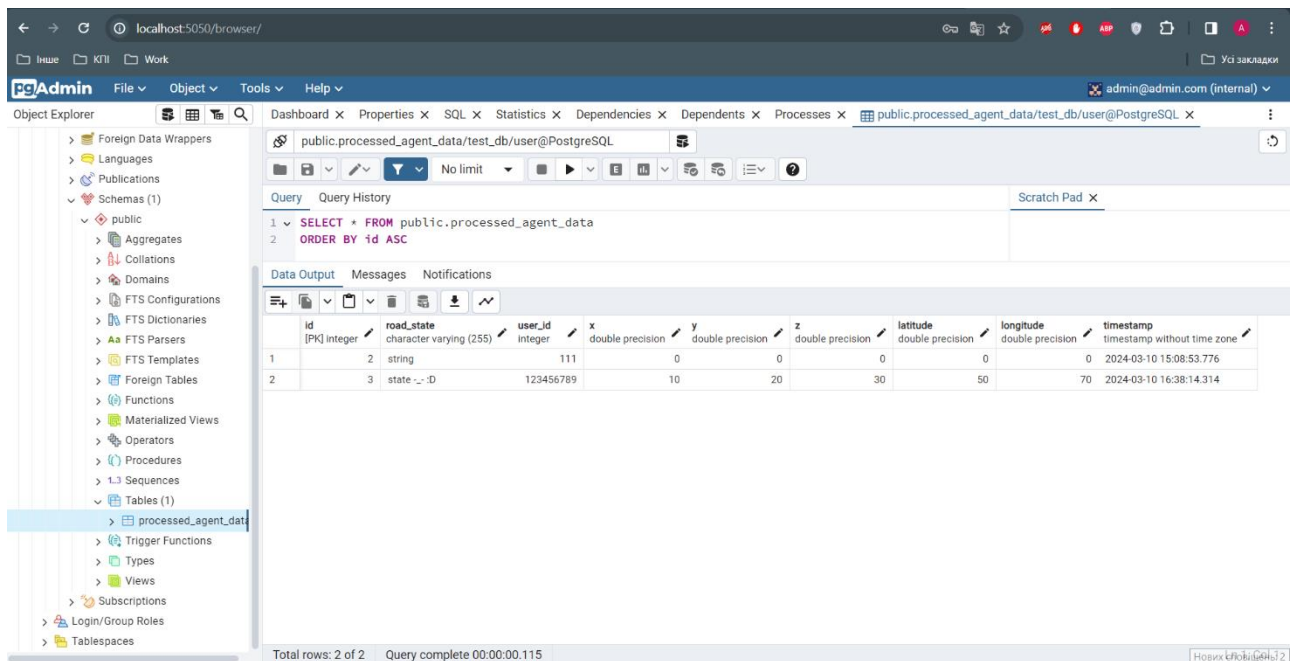 localhost:5050/browser/
ABP
A
Інше КПІ Work Усі закладки
pgAdmin File Object Tools Help admin@admin.com (internal)
Object Explorer Dashboard Properties SQL Statistics Dependencies Dependents Processes public.processed_agent_data/test_db/user@PostgreSQL
Foreign Data Wrappers
Languages
Publications
Schemas (1)
public
Aggregates
Collations
Domains
FTS Configurations
FTS Dictionaries
Aa FTS Parsers
FTS Templates
Foreign Tables
Functions
Materialized Views
Operators
Procedures
1..3 Sequences
Tables (1)
processed_agent_data
Trigger Functions
Types
Views
Subscriptions
Login/Group Roles
Tablespaces
public.processed_agent_data/test_db/user@PostgreSQL
No limit E
Query Query History Scratch Pad
1 SELECT * FROM public.processed_agent_data
2 ORDER BY id ASC
Data Output Messages Notifications
id road_state user_id x y z latitude longitude timestamp
[PK] integer character varying (255) integer double precision double precision double precision double precision double precision timestamp without time zone
1 2 string 111 0 0 0 0 0 2024-03-10 15:08:53.776
2 3 state -_- :D 123456789 10 20 30 50 70 2024-03-10 16:38:14.314
Total rows: 2 of 2 Query complete 00:00:00.115